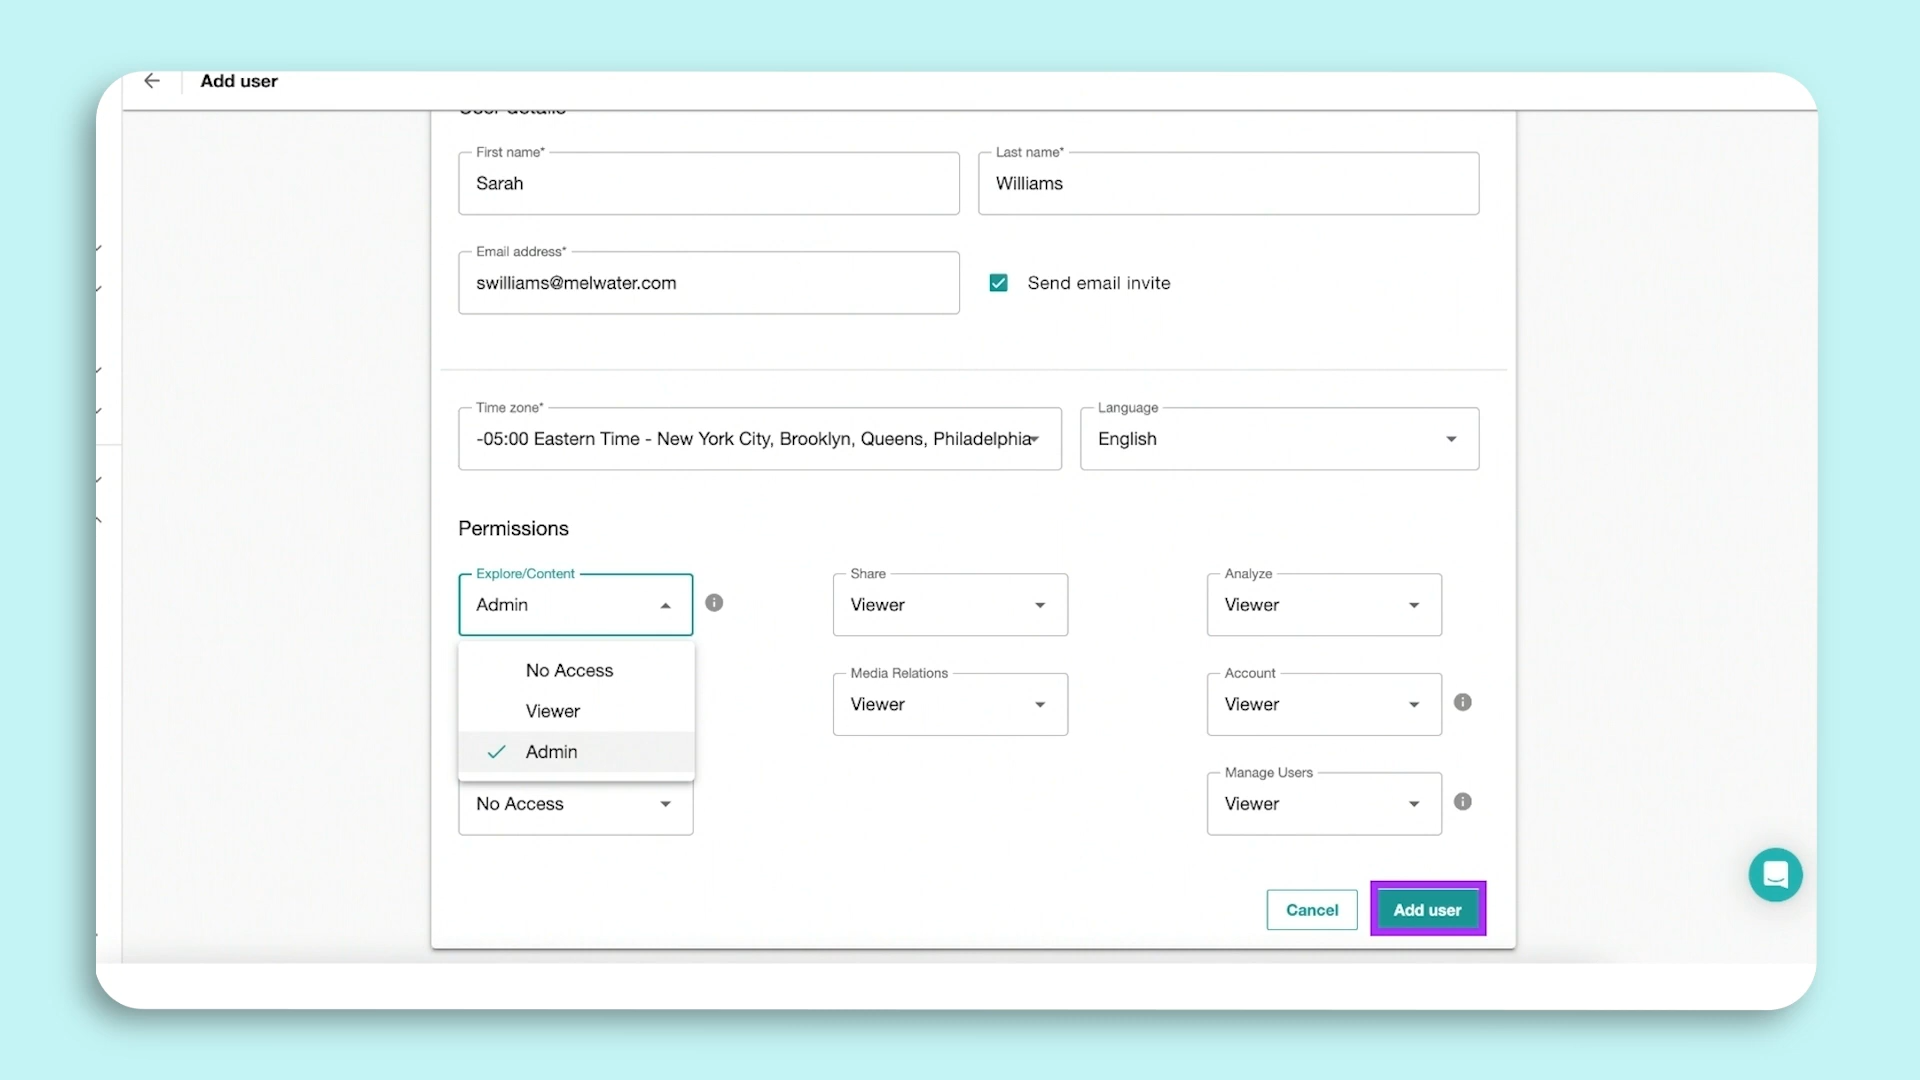 Add user
User details
First name*
Sarah
Last name*
Williams
Email address*
swilliams@melwater.com
Send email invite
Time zone*
-05:00 Eastern Time - New York City, Brooklyn, Queens, Philadelphia
Language
English
Permissions
Explore/Content
Admin
Share
Viewer
Analyze
Viewer
No Access
Viewer
Admin
Media Relations
Viewer
Account
Viewer
No Access
Manage Users
Viewer
Cancel
Add user